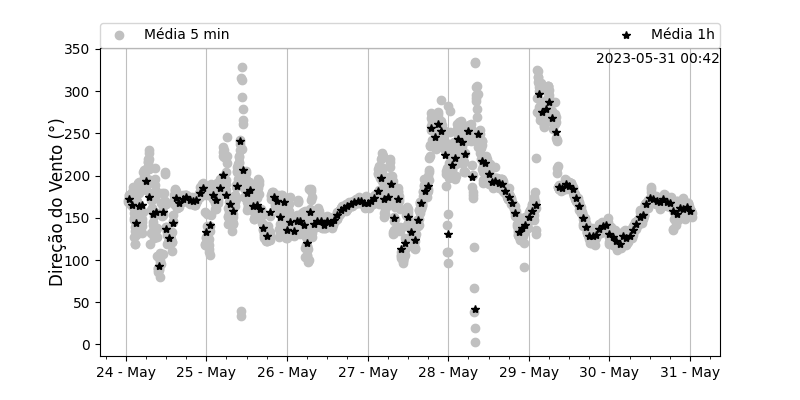 Média 5 min
Média 1h
2023-05-31 00:42
Direção do Vento (°)
350
300
250
200
150
100
50
0
24 - May
25 - May
26 - May
27 - May
28 - May
29 - May
30 - May
31 - May